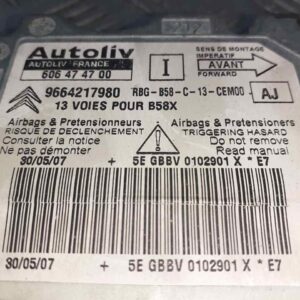 Autoliv
AUTOLIV FRANCE
606 47 47 00
I
SENS DE MONTAGE
IMPERATIF
AVANT
FORWARD
9664217980 RBG-B58-C-13-CEM00 AJ
13 VOIES POUR B58X
Airbags & Pretensionneurs
RISQUE DE DECLENCHEMENT
Consulter la notice
Ne pas démonter
Airbags & Pretensioners
TRIGGERING HAZARD
Do not remove
Read manual
30/05/07 + 5E GBBV 0102901 X * E7
30/05/07 + 5E GBBV 0102901 X * E7